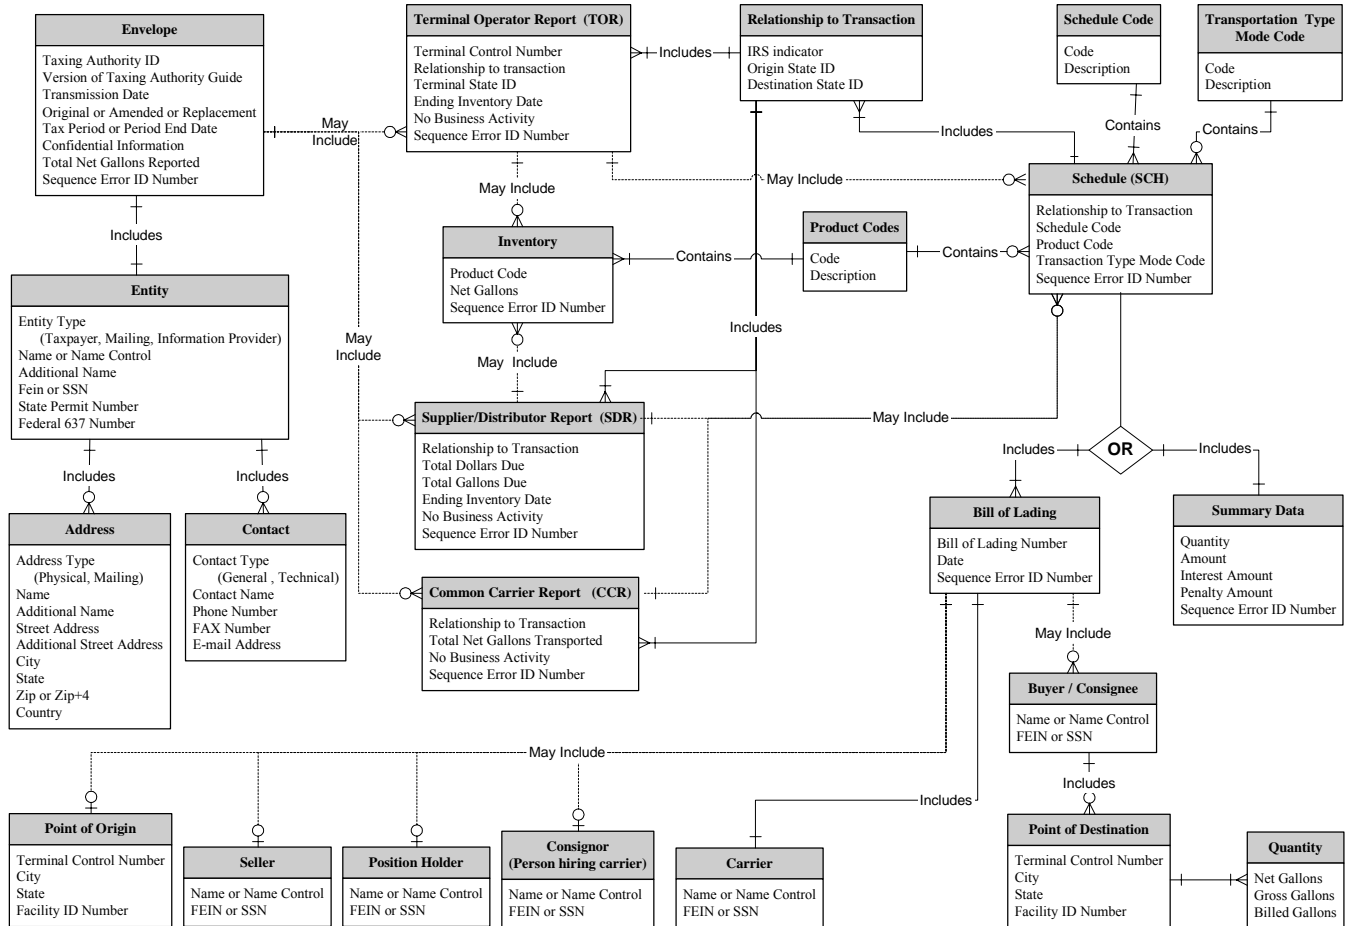 Envelope
Taxing Authority ID
Version of Taxing Authority Guide
Transmission Date
Original or Amended or Replacement
Tax Period or Period End Date
Confidential Information
Total Net Gallons Reported
Sequence Error ID Number
Terminal Operator Report (TOR)
Terminal Control Number
Relationship to transaction
Terminal State ID
Ending Inventory Date
No Business Activity
Sequence Error ID Number
Relationship to Transaction
IRS indicator
Origin State ID
Destination State ID
Schedule Code
Code
Description
Transportation Type
Mode Code
Code
Description
Includes
May
Include
Includes
Contains
Contains
May Include
May Include
Includes
Schedule (SCH)
Relationship to Transaction
Schedule Code
Product Code
Transaction Type Mode Code
Sequence Error ID Number
Inventory
Product Code
Net Gallons
Sequence Error ID Number
Contains
Product Codes
Code
Description
Contains
Entity
Entity Type
(Taxpayer, Mailing, Information Provider)
Name or Name Control
Additional Name
Fein or SSN
State Permit Number
Federal 637 Number
May
Include
May Include
Includes
Supplier/Distributor Report (SDR)
Relationship to Transaction
Total Dollars Due
Total Gallons Due
Ending Inventory Date
No Business Activity
Sequence Error ID Number
May Include
Includes
OR
Includes
Includes
Includes
Address
Address Type
(Physical, Mailing)
Name
Additional Name
Street Address
Additional Street Address
City
State
Zip or Zip+4
Country
Contact
Contact Type
(General , Technical)
Contact Name
Phone Number
FAX Number
E-mail Address
Common Carrier Report (CCR)
Relationship to Transaction
Total Net Gallons Transported
No Business Activity
Sequence Error ID Number
Bill of Lading
Bill of Lading Number
Date
Sequence Error ID Number
Summary Data
Quantity
Amount
Interest Amount
Penalty Amount
Sequence Error ID Number
May Include
Buyer / Consignee
Name or Name Control
FEIN or SSN
May Include
Includes
Includes
Point of Origin
Terminal Control Number
City
State
Facility ID Number
Seller
Name or Name Control
FEIN or SSN
Position Holder
Name or Name Control
FEIN or SSN
Consignor
(Person hiring carrier)
Name or Name Control
FEIN or SSN
Carrier
Name or Name Control
FEIN or SSN
Point of Destination
Terminal Control Number
City
State
Facility ID Number
Quantity
Net Gallons
Gross Gallons
Billed Gallons